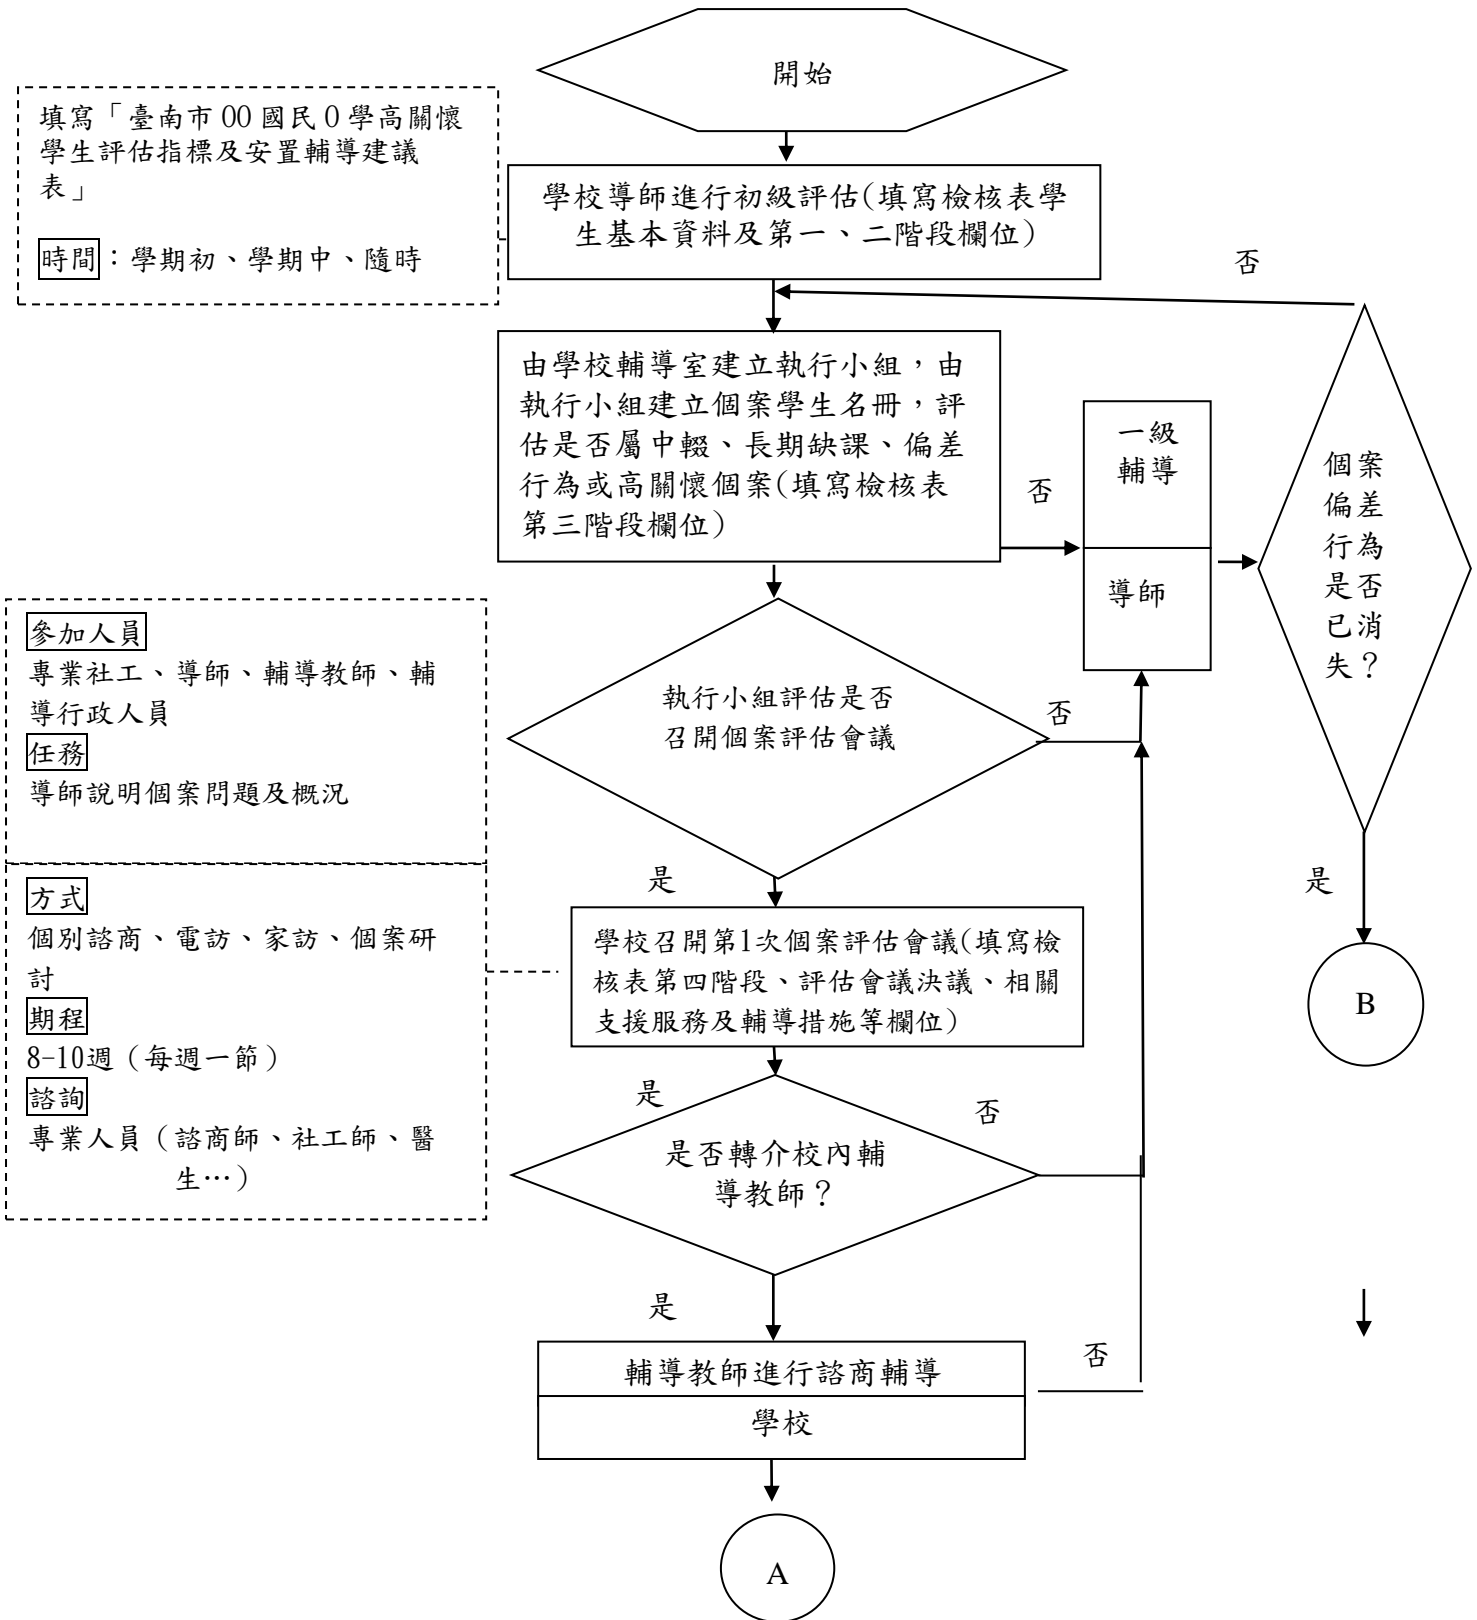 開始
填寫「臺南市 00 國民 0 學高關懷
學生評估指標及安置輔導建議
表」
時間：學期初、學期中、隨時
學校導師進行初級評估(填寫檢核表學
生基本資料及第一、二階段欄位)
否
由學校輔導室建立執行小組，由
執行小組建立個案學生名冊，評
估是否屬中輟、長期缺課、偏差
行為或高關懷個案(填寫檢核表
第三階段欄位)
否
一級
輔導
導師
個案
偏差
行為
是否
已消
失？
參加人員
專業社工、導師、輔導教師、輔
導行政人員
任務
導師說明個案問題及概況
執行小組評估是否
召開個案評估會議
否
是
是
方式
個別諮商、電訪、家訪、個案研
討
期程
8-10週（每週一節）
諮詢
專業人員（諮商師、社工師、醫
生…）
學校召開第1次個案評估會議(填寫檢
核表第四階段、評估會議決議、相關
支援服務及輔導措施等欄位)
B
是
否
是否轉介校內輔
導教師？
是
否
輔導教師進行諮商輔導
學校
A